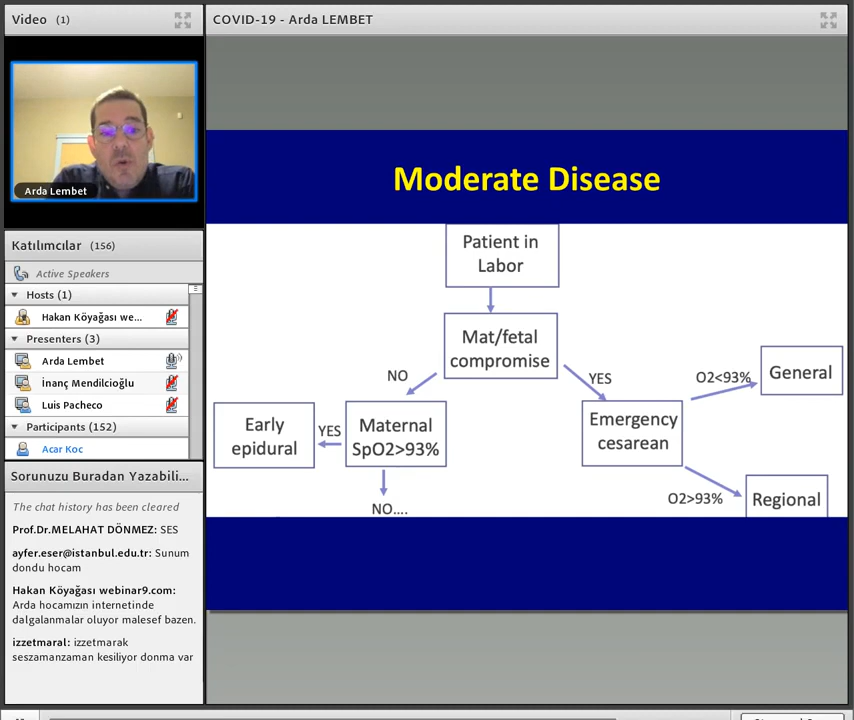 Video (1)
Arda Lembet
Katılımcılar (156)
Active Speakers
Hosts (1)
Hakan Köyağası we...
Presenters (3)
Arda Lembet
İnanç Mendilcioğlu
Luis Pacheco
Participants (152)
Acar Koc
Sorunuzu Buradan Yazabili...
The chat history has been cleared
Prof.Dr.MELAHAT DÖNMEZ: SES
ayfer.eser@istanbul.edu.tr: Sunum
dondu hocam
Hakan Köyağası webinar9.com:
Arda hocamızın internetinde
dalgalanmalar oluyor malesef bazen.
izzetmaral: izzetmarak
seszamanzaman kesiliyor donma var
COVID-19 - Arda LEMBET
Moderate Disease
Patient in
Labor
Mat/fetal
compromise
NO
YES
O2<93%
General
Early
epidural
YES
Maternal
SpO2>93%
Emergency
cesarean
NO....
O2>93%
Regional